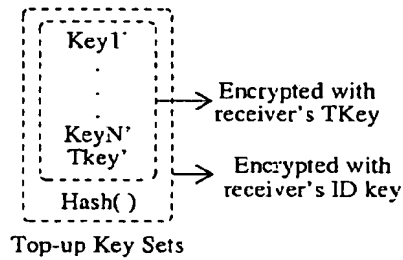 Key1'
.
.
.
KeyN'
Tkey'
Hash( )
Encrypted with
receiver's TKey
Encrypted with
receiver's ID key
Top-up Key Sets